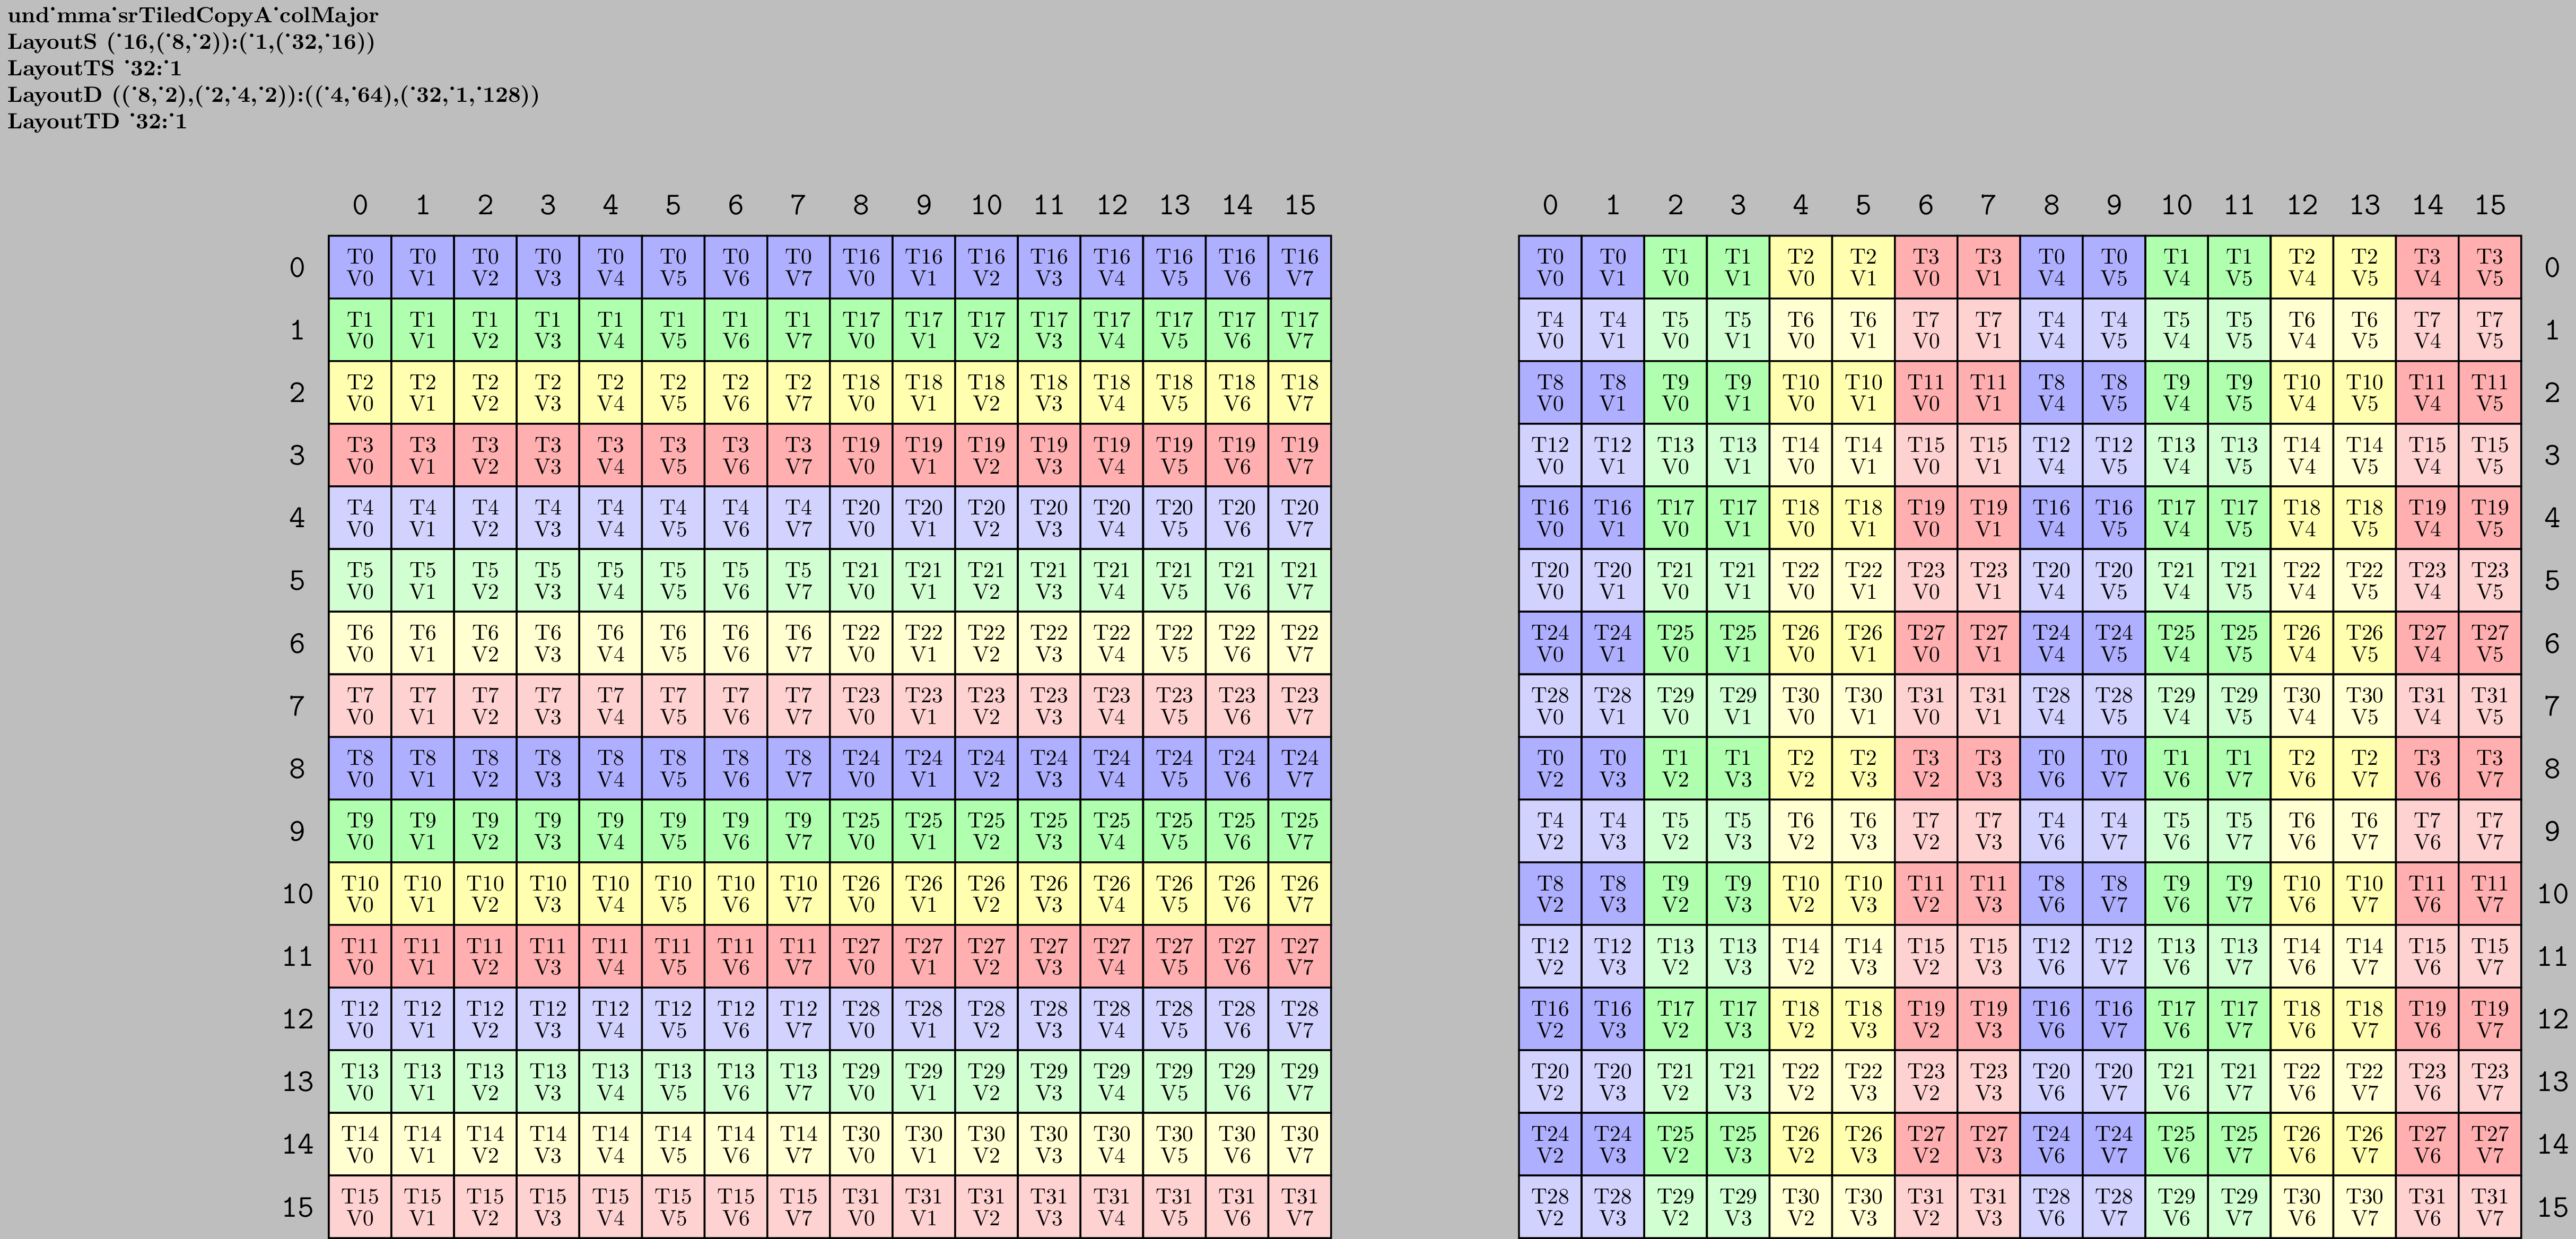 und˙mma˙srTiledCopyA˙colMajor
LayoutS (˙16,(˙8,˙2)):(˙1,(˙32,˙16))
LayoutTS ˙32:˙1
LayoutD ((˙8,˙2),(˙2,˙4,˙2)):((˙4,˙64),(˙32,˙1,˙128))
LayoutTD ˙32:˙1
0 1 2 3 4 5 6 7 8 9 10 11 12 13 14 15 0 1 2 3 4 5 6 7 8 9 10 11 12 13 14 15
0 T0 T0 T0 T0 T0 T0 T0 T0 T16 T16 T16 T16 T16 T16 T16 T16 T0 T0 T1 T1 T2 T2 T3 T3 T0 T0 T1 T1 T2 T2 T3 T3 0
V0 V1 V2 V3 V4 V5 V6 V7 V0 V1 V2 V3 V4 V5 V6 V7 V0 V1 V0 V1 V0 V1 V0 V1 V4 V5 V4 V5 V4 V5 V4 V5
1 T1 T1 T1 T1 T1 T1 T1 T1 T17 T17 T17 T17 T17 T17 T17 T17 T4 T4 T5 T5 T6 T6 T7 T7 T4 T4 T5 T5 T6 T6 T7 T7 1
V0 V1 V2 V3 V4 V5 V6 V7 V0 V1 V2 V3 V4 V5 V6 V7 V0 V1 V0 V1 V0 V1 V0 V1 V4 V5 V4 V5 V4 V5 V4 V5
2 T2 T2 T2 T2 T2 T2 T2 T2 T18 T18 T18 T18 T18 T18 T18 T18 T8 T8 T9 T9 T10 T10 T11 T11 T8 T8 T9 T9 T10 T10 T11 T11 2
V0 V1 V2 V3 V4 V5 V6 V7 V0 V1 V2 V3 V4 V5 V6 V7 V0 V1 V0 V1 V0 V1 V0 V1 V4 V5 V4 V5 V4 V5 V4 V5
3 T3 T3 T3 T3 T3 T3 T3 T3 T19 T19 T19 T19 T19 T19 T19 T19 T12 T12 T13 T13 T14 T14 T15 T15 T12 T12 T13 T13 T14 T14 T15 T15 3
V0 V1 V2 V3 V4 V5 V6 V7 V0 V1 V2 V3 V4 V5 V6 V7 V0 V1 V0 V1 V0 V1 V0 V1 V4 V5 V4 V5 V4 V5 V4 V5
4 T4 T4 T4 T4 T4 T4 T4 T4 T20 T20 T20 T20 T20 T20 T20 T20 T16 T16 T17 T17 T18 T18 T19 T19 T16 T16 T17 T17 T18 T18 T19 T19 4
V0 V1 V2 V3 V4 V5 V6 V7 V0 V1 V2 V3 V4 V5 V6 V7 V0 V1 V0 V1 V0 V1 V0 V1 V4 V5 V4 V5 V4 V5 V4 V5
5 T5 T5 T5 T5 T5 T5 T5 T5 T21 T21 T21 T21 T21 T21 T21 T21 T20 T20 T21 T21 T22 T22 T23 T23 T20 T20 T21 T21 T22 T22 T23 T23 5
V0 V1 V2 V3 V4 V5 V6 V7 V0 V1 V2 V3 V4 V5 V6 V7 V0 V1 V0 V1 V0 V1 V0 V1 V4 V5 V4 V5 V4 V5 V4 V5
6 T6 T6 T6 T6 T6 T6 T6 T6 T22 T22 T22 T22 T22 T22 T22 T22 T24 T24 T25 T25 T26 T26 T27 T27 T24 T24 T25 T25 T26 T26 T27 T27 6
V0 V1 V2 V3 V4 V5 V6 V7 V0 V1 V2 V3 V4 V5 V6 V7 V0 V1 V0 V1 V0 V1 V0 V1 V4 V5 V4 V5 V4 V5 V4 V5
7 T7 T7 T7 T7 T7 T7 T7 T7 T23 T23 T23 T23 T23 T23 T23 T23 T28 T28 T29 T29 T30 T30 T31 T31 T28 T28 T29 T29 T30 T30 T31 T31 7
V0 V1 V2 V3 V4 V5 V6 V7 V0 V1 V2 V3 V4 V5 V6 V7 V0 V1 V0 V1 V0 V1 V0 V1 V4 V5 V4 V5 V4 V5 V4 V5
8 T8 T8 T8 T8 T8 T8 T8 T8 T24 T24 T24 T24 T24 T24 T24 T24 T0 T0 T1 T1 T2 T2 T3 T3 T0 T0 T1 T1 T2 T2 T3 T3 8
V0 V1 V2 V3 V4 V5 V6 V7 V0 V1 V2 V3 V4 V5 V6 V7 V2 V3 V2 V3 V2 V3 V2 V3 V6 V7 V6 V7 V6 V7 V6 V7
9 T9 T9 T9 T9 T9 T9 T9 T9 T25 T25 T25 T25 T25 T25 T25 T25 T4 T4 T5 T5 T6 T6 T7 T7 T4 T4 T5 T5 T6 T6 T7 T7 9
V0 V1 V2 V3 V4 V5 V6 V7 V0 V1 V2 V3 V4 V5 V6 V7 V2 V3 V2 V3 V2 V3 V2 V3 V6 V7 V6 V7 V6 V7 V6 V7
10 T10 T10 T10 T10 T10 T10 T10 T10 T26 T26 T26 T26 T26 T26 T26 T26 T8 T8 T9 T9 T10 T10 T11 T11 T8 T8 T9 T9 T10 T10 T11 T11 10
V0 V1 V2 V3 V4 V5 V6 V7 V0 V1 V2 V3 V4 V5 V6 V7 V2 V3 V2 V3 V2 V3 V2 V3 V6 V7 V6 V7 V6 V7 V6 V7
11 T11 T11 T11 T11 T11 T11 T11 T11 T27 T27 T27 T27 T27 T27 T27 T27 T12 T12 T13 T13 T14 T14 T15 T15 T12 T12 T13 T13 T14 T14 T15 T15 11
V0 V1 V2 V3 V4 V5 V6 V7 V0 V1 V2 V3 V4 V5 V6 V7 V2 V3 V2 V3 V2 V3 V2 V3 V6 V7 V6 V7 V6 V7 V6 V7
12 T12 T12 T12 T12 T12 T12 T12 T12 T28 T28 T28 T28 T28 T28 T28 T28 T16 T16 T17 T17 T18 T18 T19 T19 T16 T16 T17 T17 T18 T18 T19 T19 12
V0 V1 V2 V3 V4 V5 V6 V7 V0 V1 V2 V3 V4 V5 V6 V7 V2 V3 V2 V3 V2 V3 V2 V3 V6 V7 V6 V7 V6 V7 V6 V7
13 T13 T13 T13 T13 T13 T13 T13 T13 T29 T29 T29 T29 T29 T29 T29 T29 T20 T20 T21 T21 T22 T22 T23 T23 T20 T20 T21 T21 T22 T22 T23 T23 13
V0 V1 V2 V3 V4 V5 V6 V7 V0 V1 V2 V3 V4 V5 V6 V7 V2 V3 V2 V3 V2 V3 V2 V3 V6 V7 V6 V7 V6 V7 V6 V7
14 T14 T14 T14 T14 T14 T14 T14 T14 T30 T30 T30 T30 T30 T30 T30 T30 T24 T24 T25 T25 T26 T26 T27 T27 T24 T24 T25 T25 T26 T26 T27 T27 14
V0 V1 V2 V3 V4 V5 V6 V7 V0 V1 V2 V3 V4 V5 V6 V7 V2 V3 V2 V3 V2 V3 V2 V3 V6 V7 V6 V7 V6 V7 V6 V7
15 T15 T15 T15 T15 T15 T15 T15 T15 T31 T31 T31 T31 T31 T31 T31 T31 T28 T28 T29 T29 T30 T30 T31 T31 T28 T28 T29 T29 T30 T30 T31 T31 15
V0 V1 V2 V3 V4 V5 V6 V7 V0 V1 V2 V3 V4 V5 V6 V7 V2 V3 V2 V3 V2 V3 V2 V3 V6 V7 V6 V7 V6 V7 V6 V7